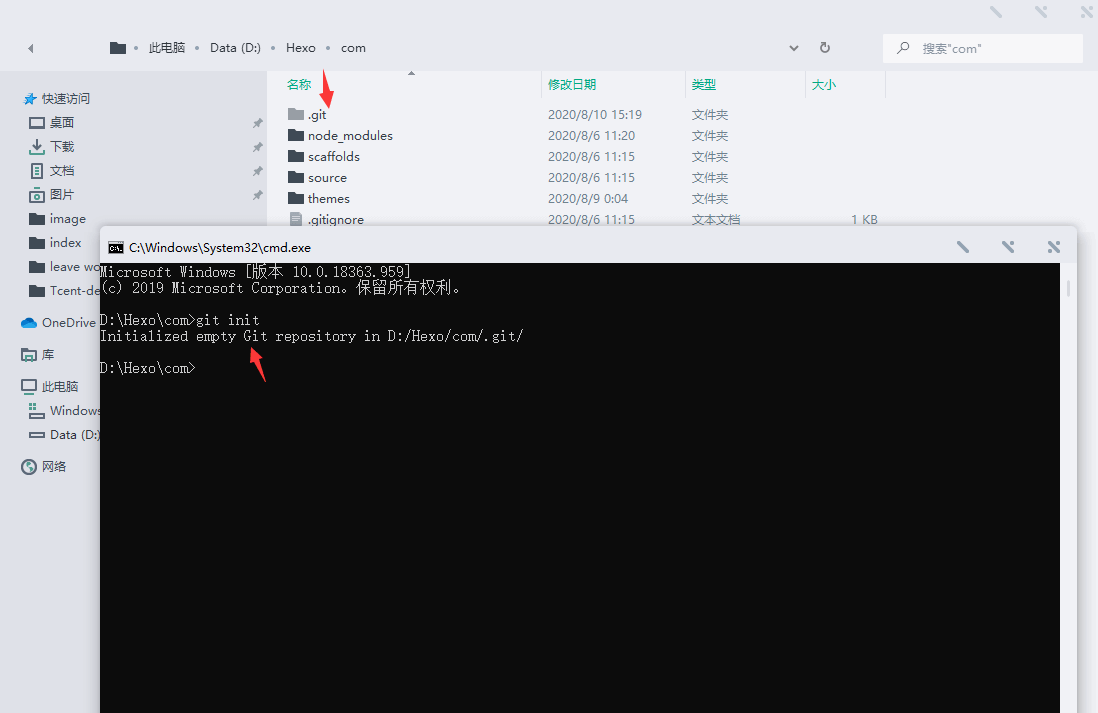 此电脑 Data (D:) Hexo com
搜索"com"
名称 修改日期 类型 大小
快速访问
桌面
下载
文档
图片
image
index
leave wo
Tcent-de
OneDrive
库
此电脑
Windows
Data (D:)
网络
.git 2020/8/10 15:19 文件夹
node_modules 2020/8/6 11:20 文件夹
scaffolds 2020/8/6 11:15 文件夹
source 2020/8/6 11:15 文件夹
themes 2020/8/9 0:04 文件夹
.gitignore 2020/8/6 11:15 文本文档 1 KB
C:\Windows\System32\cmd.exe
Microsoft Windows [版本 10.0.18363.959]
(c) 2019 Microsoft Corporation。保留所有权利。
D:\Hexo\com>git init
Initialized empty Git repository in D:/Hexo/com/.git/
D:\Hexo\com>